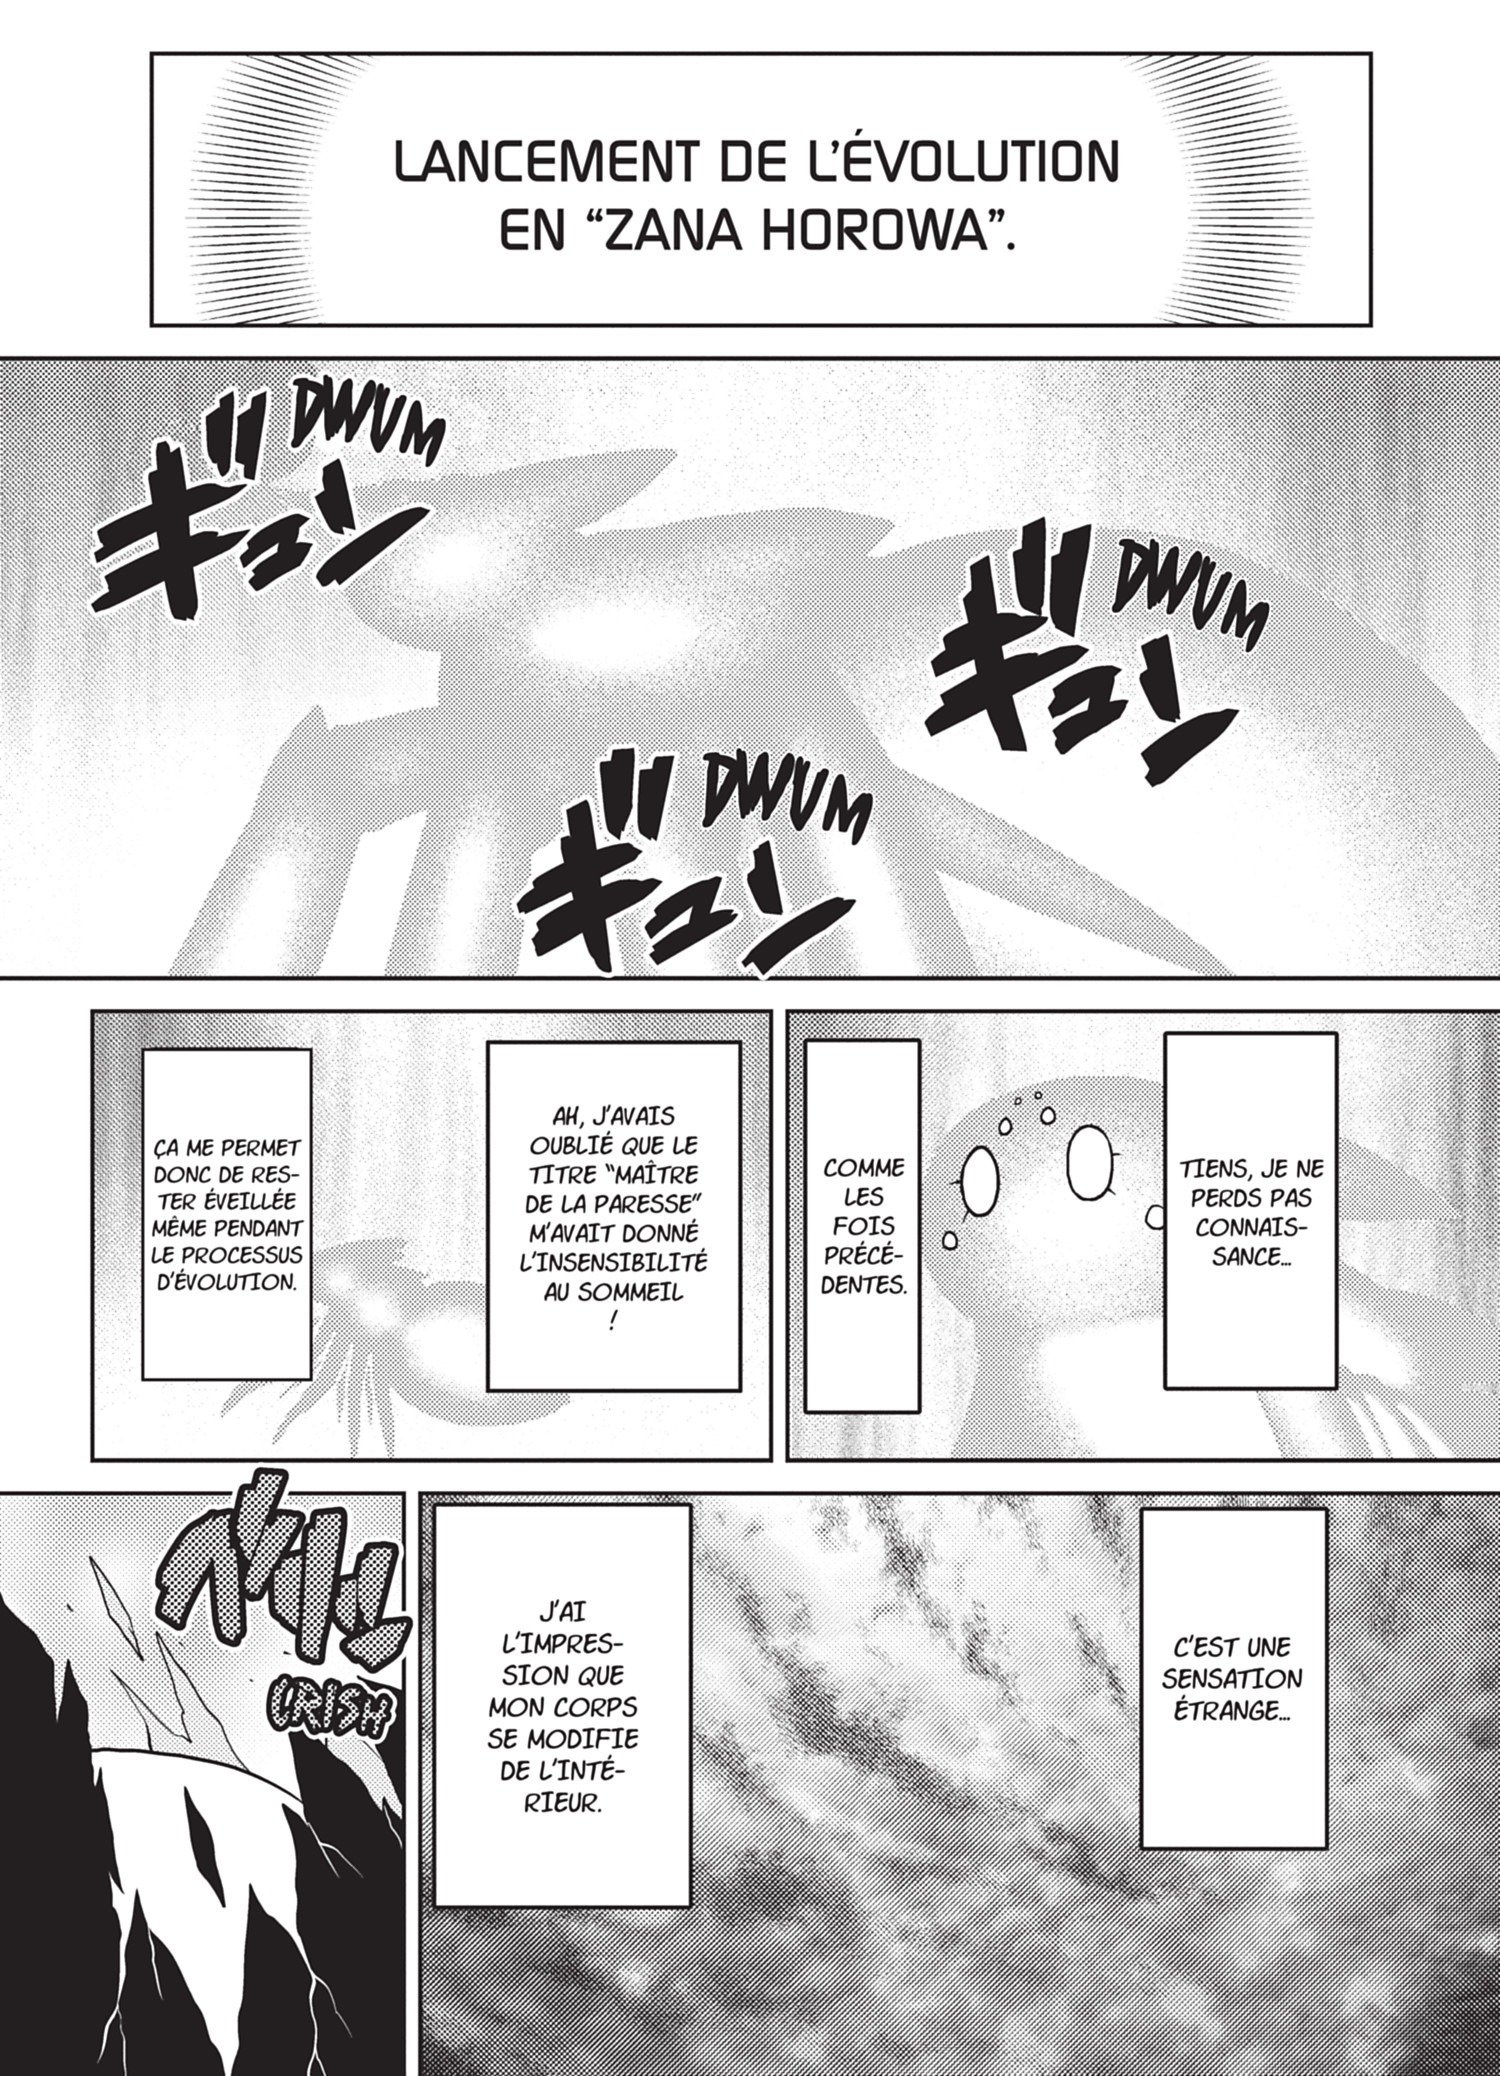 LANCEMENT DE L'ÉVOLUTION
EN “ZANA HOROWA”.
DWUM
ギュン
DWUM
ギュン
DWUM
ギュン
TIENS, JE NE
PERDS PAS
CONNAIS-
SANCE...
COMME
LES
FOIS
PRÉCÉ-
DENTES.
AH, J'AVAIS
OUBLIÉ QUE LE
TITRE “MAÎTRE
DE LA PARESSE”
M'AVAIT DONNÉ
L'INSENSIBILITÉ
AU SOMMEIL
!
ÇA ME PERMET
DONC DE RES-
TER ÉVEILLÉE
MÊME PENDANT
LE PROCESSUS
D'ÉVOLUTION.
C'EST UNE
SENSATION
ÉTRANGE...
J'AI
L'IMPRES-
SION QUE
MON CORPS
SE MODIFIE
DE L'INTÉ-
RIEUR.
CRISH